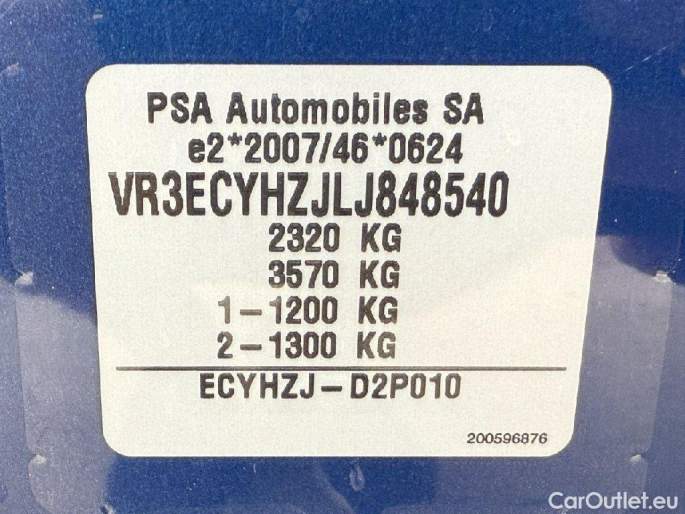 PSA Automobiles SA
e2*2007/46*0624
VR3ECYHZJLJ848540
2320 KG
3570 KG
1-1200 KG
2-1300 KG
ECYHZJ-D2P010
200596876
CarOutlet.eu